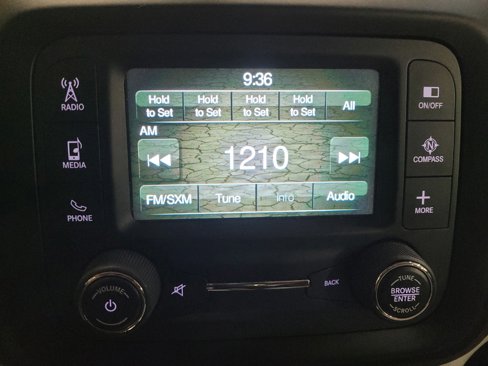 9:36
Hold to Set
Hold to Set
Hold to Set
Hold to Set
All
AM
1210
FM/SXM
Tune
Info
Audio
RADIO
MEDIA
PHONE
ON/OFF
N
COMPASS
MORE
VOLUME
BACK
TUNE
BROWSE
ENTER
SCROLL